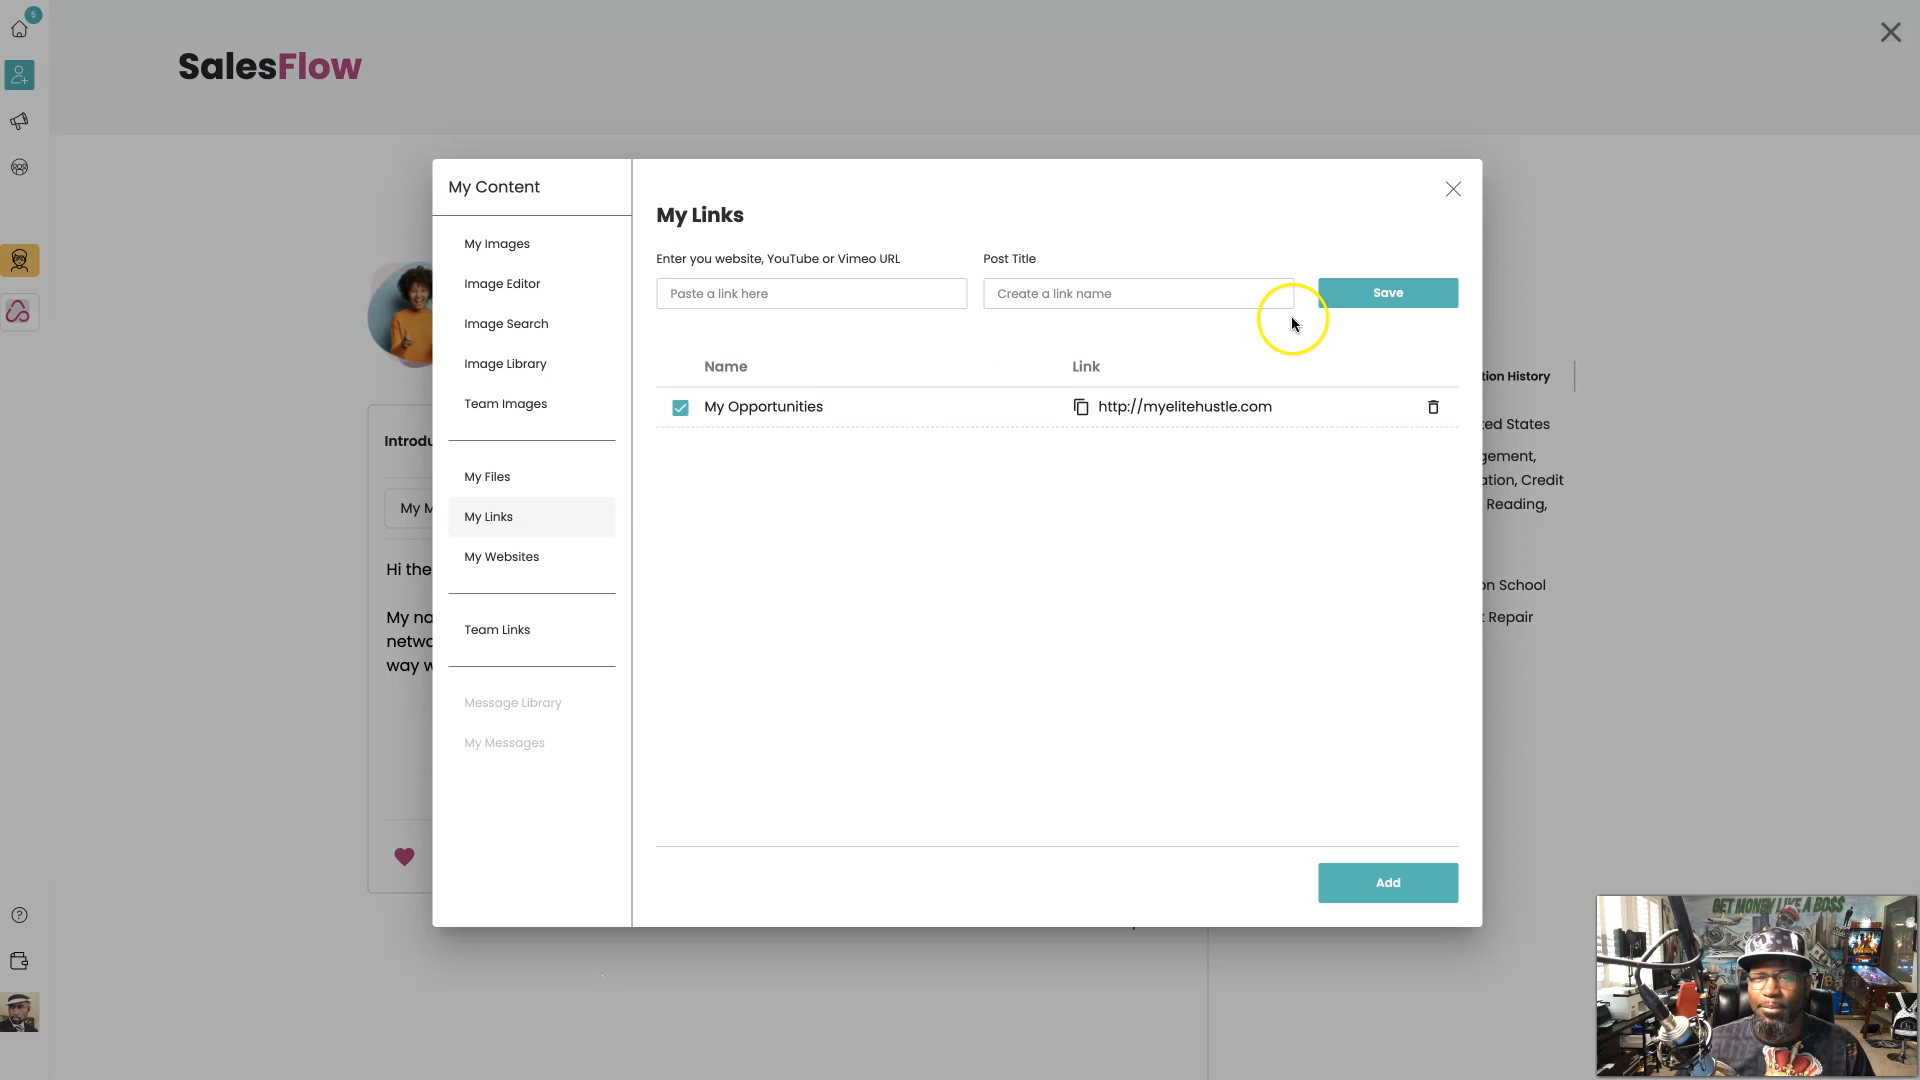 5
SalesFlow
My Content
My Images
Image Editor
Image Search
Image Library
Team Images
My Files
My Links
My Websites
Team Links
Message Library
My Messages
My Links
Enter you website, YouTube or Vimeo URL
Post Title
Paste a link here
Create a link name
Save
Name
Link
My Opportunities
http://myelitehustle.com
Add
Introdu
My M
Hi the
My na
netwo
way w
tion History
ted States
gement,
ation, Credit
Reading,
on School
t Repair
GET MONEY LIKE A BOSS